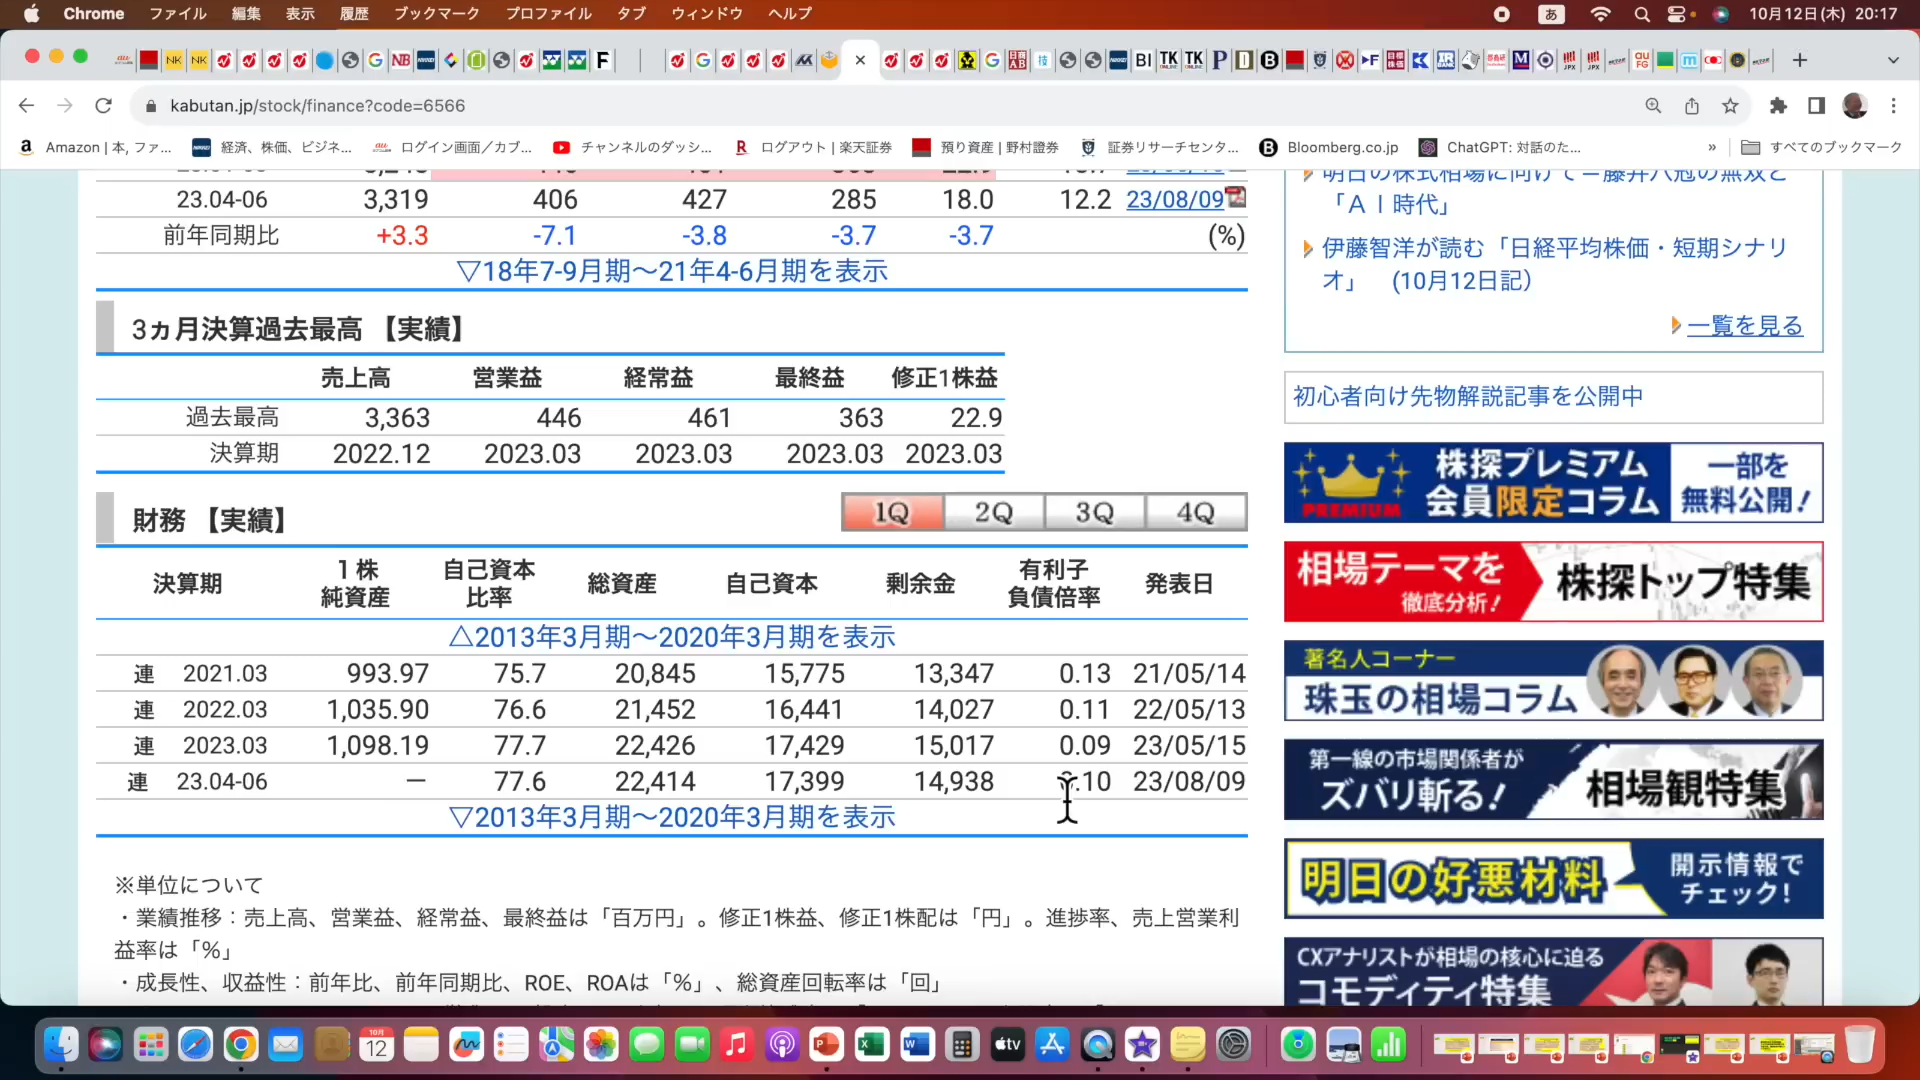 Chrome ファイル 編集 表示 履歴 ブックマーク プロファイル タブ ウィンドウ ヘルプ あ 10月12日(木) 20:17
kabutan.jp/stock/finance?code=6566
Amazon | 本, ファ... 経済、株価、ビジネ... ログイン画面／カブ... チャンネルのダッシ... ログアウト | 楽天証券 預り資産 | 野村證券 証券リサーチセンタ... Bloomberg.co.jp ChatGPT: 対話のた... » すべてのブックマーク
23.04-06 3,319 406 427 285 18.0 12.2 23/08/09
前年同期比 +3.3 -7.1 -3.8 -3.7 -3.7 (%)
▽18年7-9月期～21年4-6月期を表示
3ヵ月決算過去最高 【実績】
売上高 営業益 経常益 最終益 修正1株益
過去最高 3,363 446 461 363 22.9
決算期 2022.12 2023.03 2023.03 2023.03 2023.03
財務 【実績】
1Q 2Q 3Q 4Q
決算期 1株純資産 自己資本比率 総資産 自己資本 剰余金 有利子負債倍率 発表日
△2013年3月期～2020年3月期を表示
連 2021.03 993.97 75.7 20,845 15,775 13,347 0.13 21/05/14
連 2022.03 1,035.90 76.6 21,452 16,441 14,027 0.11 22/05/13
連 2023.03 1,098.19 77.7 22,426 17,429 15,017 0.09 23/05/15
連 23.04-06 － 77.6 22,414 17,399 14,938 0.10 23/08/09
▽2013年3月期～2020年3月期を表示
※単位について
・業績推移：売上高、営業益、経常益、最終益は「百万円」。修正1株益、修正1株配は「円」。進捗率、売上営業利
益率は「％」
・成長性、収益性：前年比、前年同期比、ROE、ROAは「％」、総資産回転率は「回」
明日の株式相場に向けて＝藤井八冠の無双と
「ＡＩ時代」
伊藤智洋が読む「日経平均株価・短期シナリ
オ」 (10月12日記)
一覧を見る
初心者向け先物解説記事を公開中
PREMIUM
株探プレミアム
会員限定コラム
一部を
無料公開！
相場テーマを
徹底分析！
株探トップ特集
著名人コーナー
珠玉の相場コラム
第一線の市場関係者が
ズバリ斬る！
相場観特集
明日の好悪材料
開示情報で
チェック！
CXアナリストが相場の核心に迫る
コモディティ特集